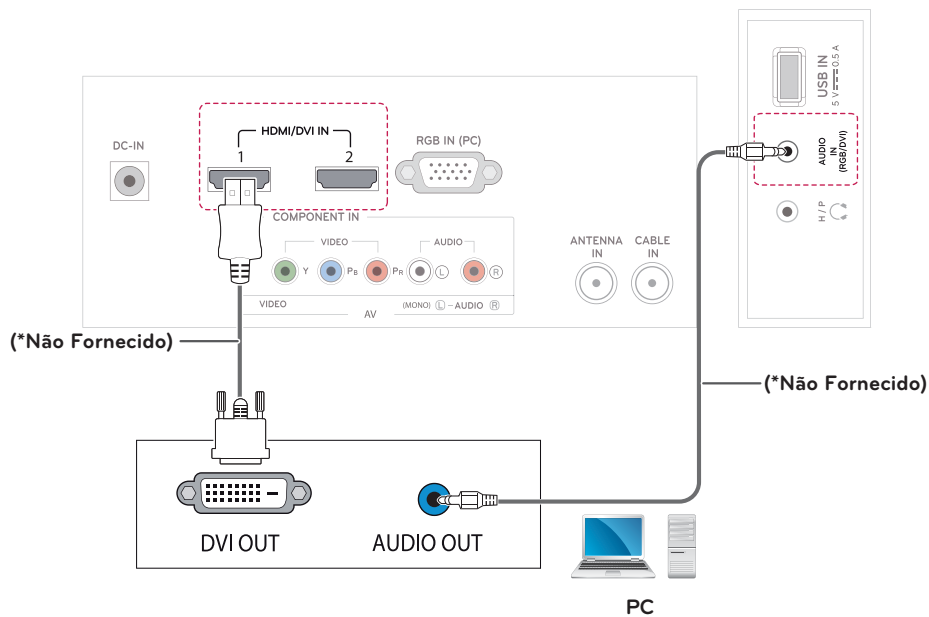 USB IN
5 V 0.5 A
HDMI/DVI IN
1
2
RGB IN (PC)
DC-IN
AUDIO
IN
(RGB/DVI)
H / P
COMPONENT IN
VIDEO
AUDIO
Y
PB
PR
L
R
ANTENNA
IN
CABLE
IN
VIDEO
(MONO) L – AUDIO R
AV
(*Não Fornecido)
(*Não Fornecido)
DVI OUT
AUDIO OUT
PC